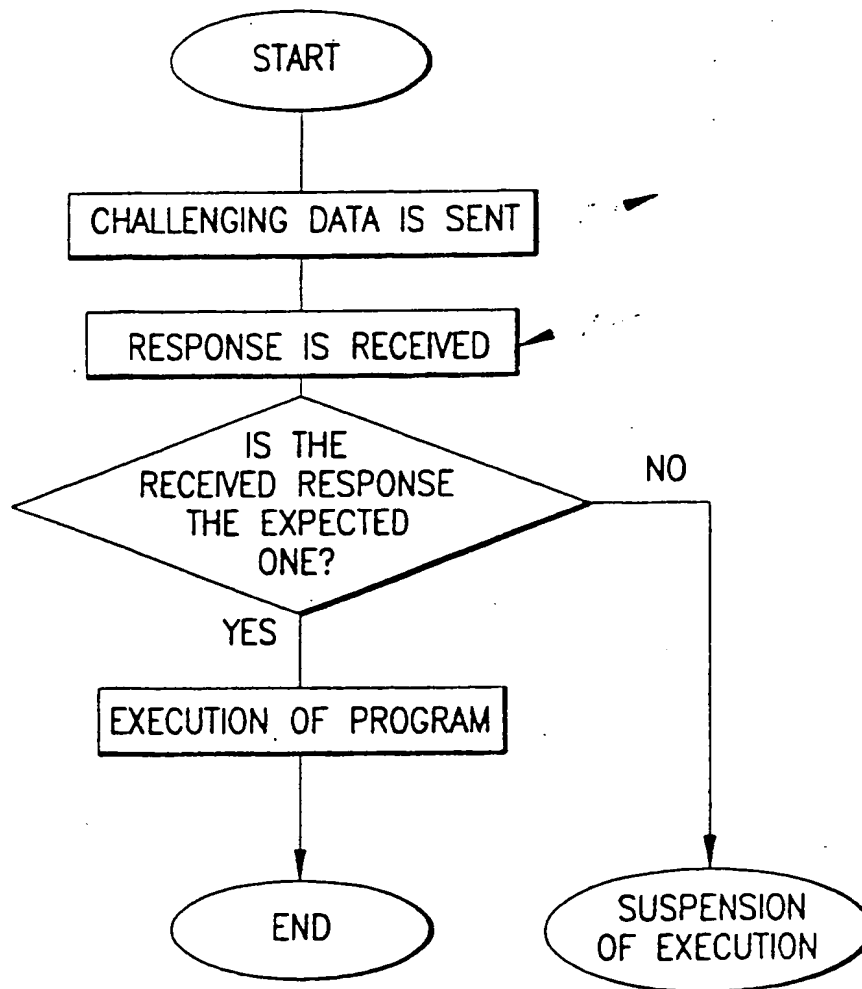 START
CHALLENGING DATA IS SENT
RESPONSE IS RECEIVED
IS THE
RECEIVED RESPONSE
THE EXPECTED
ONE?
NO
YES
EXECUTION OF PROGRAM
END
SUSPENSION
OF EXECUTION